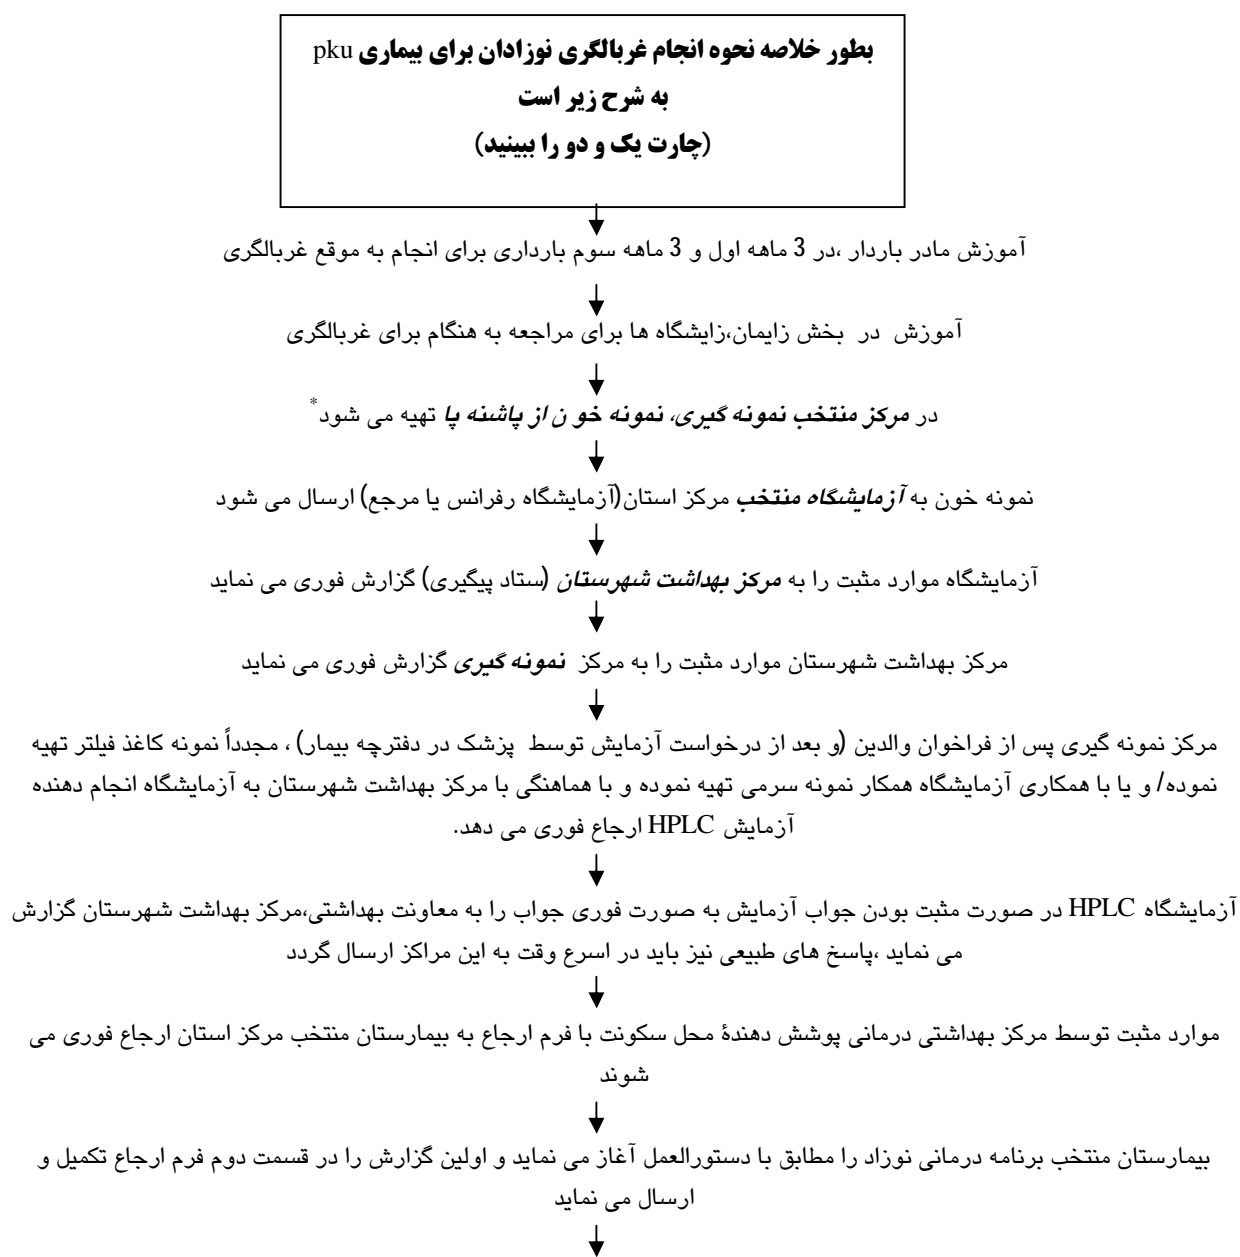 بطور خلاصه نحوه انجام غربالگری نوزادان برای بیماری pku
به شرح زیر است
(چارت یک و دو را ببینید)
آموزش مادر باردار ،در 3 ماهه اول و 3 ماهه سوم بارداری برای انجام به موقع غربالگری
آموزش در بخش زایمان،زایشگاه ها برای مراجعه به هنگام برای غربالگری
در مرکز منتخب نمونه گیری، نمونه خو ن از پاشنه پا تهیه می شود*
نمونه خون به آزمایشگاه منتخب مرکز استان(آزمایشگاه رفرانس یا مرجع) ارسال می شود
آزمایشگاه موارد مثبت را به مرکز بهداشت شهرستان (ستاد پیگیری) گزارش فوری می نماید
مرکز بهداشت شهرستان موارد مثبت را به مرکز نمونه گیری گزارش فوری می نماید
مرکز نمونه گیری پس از فراخوان والدین (و بعد از درخواست آزمایش توسط پزشک در دفترچه بیمار) ، مجدداً نمونه کاغذ فیلتر تهیه
نموده/ و یا با همکاری آزمایشگاه همکار نمونه سرمی تهیه نموده و با هماهنگی با مرکز بهداشت شهرستان به آزمایشگاه انجام دهنده
آزمایش HPLC ارجاع فوری می دهد.
آزمایشگاه HPLC در صورت مثبت بودن جواب آزمایش به صورت فوری جواب را به معاونت بهداشتی،مرکز بهداشت شهرستان گزارش
می نماید ،پاسخ های طبیعی نیز باید در اسرع وقت به این مراکز ارسال گردد
موارد مثبت توسط مرکز بهداشتی درمانی پوشش دهندۀ محل سکونت با فرم ارجاع به بیمارستان منتخب مرکز استان ارجاع فوری می
شوند
بیمارستان منتخب برنامه درمانی نوزاد را مطابق با دستورالعمل آغاز می نماید و اولین گزارش را در قسمت دوم فرم ارجاع تکمیل و
ارسال می نماید